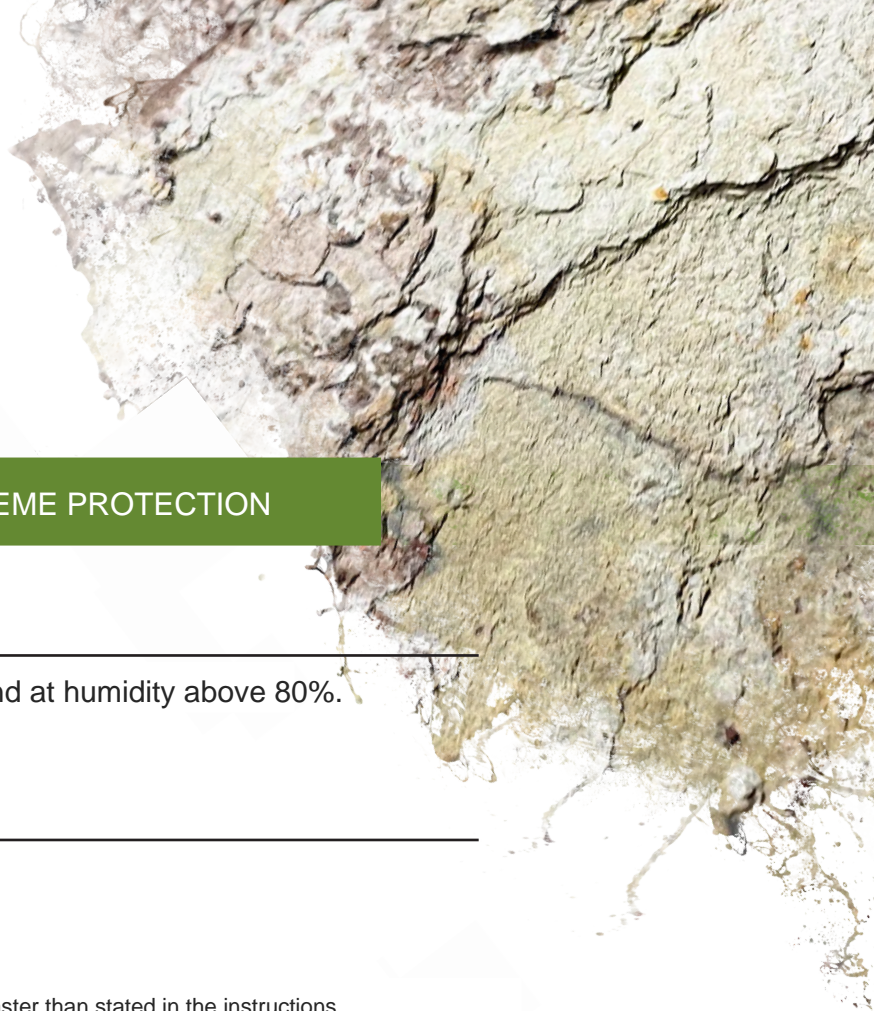 EME PROTECTION
nd at humidity above 80%.
ster than stated in the instructions